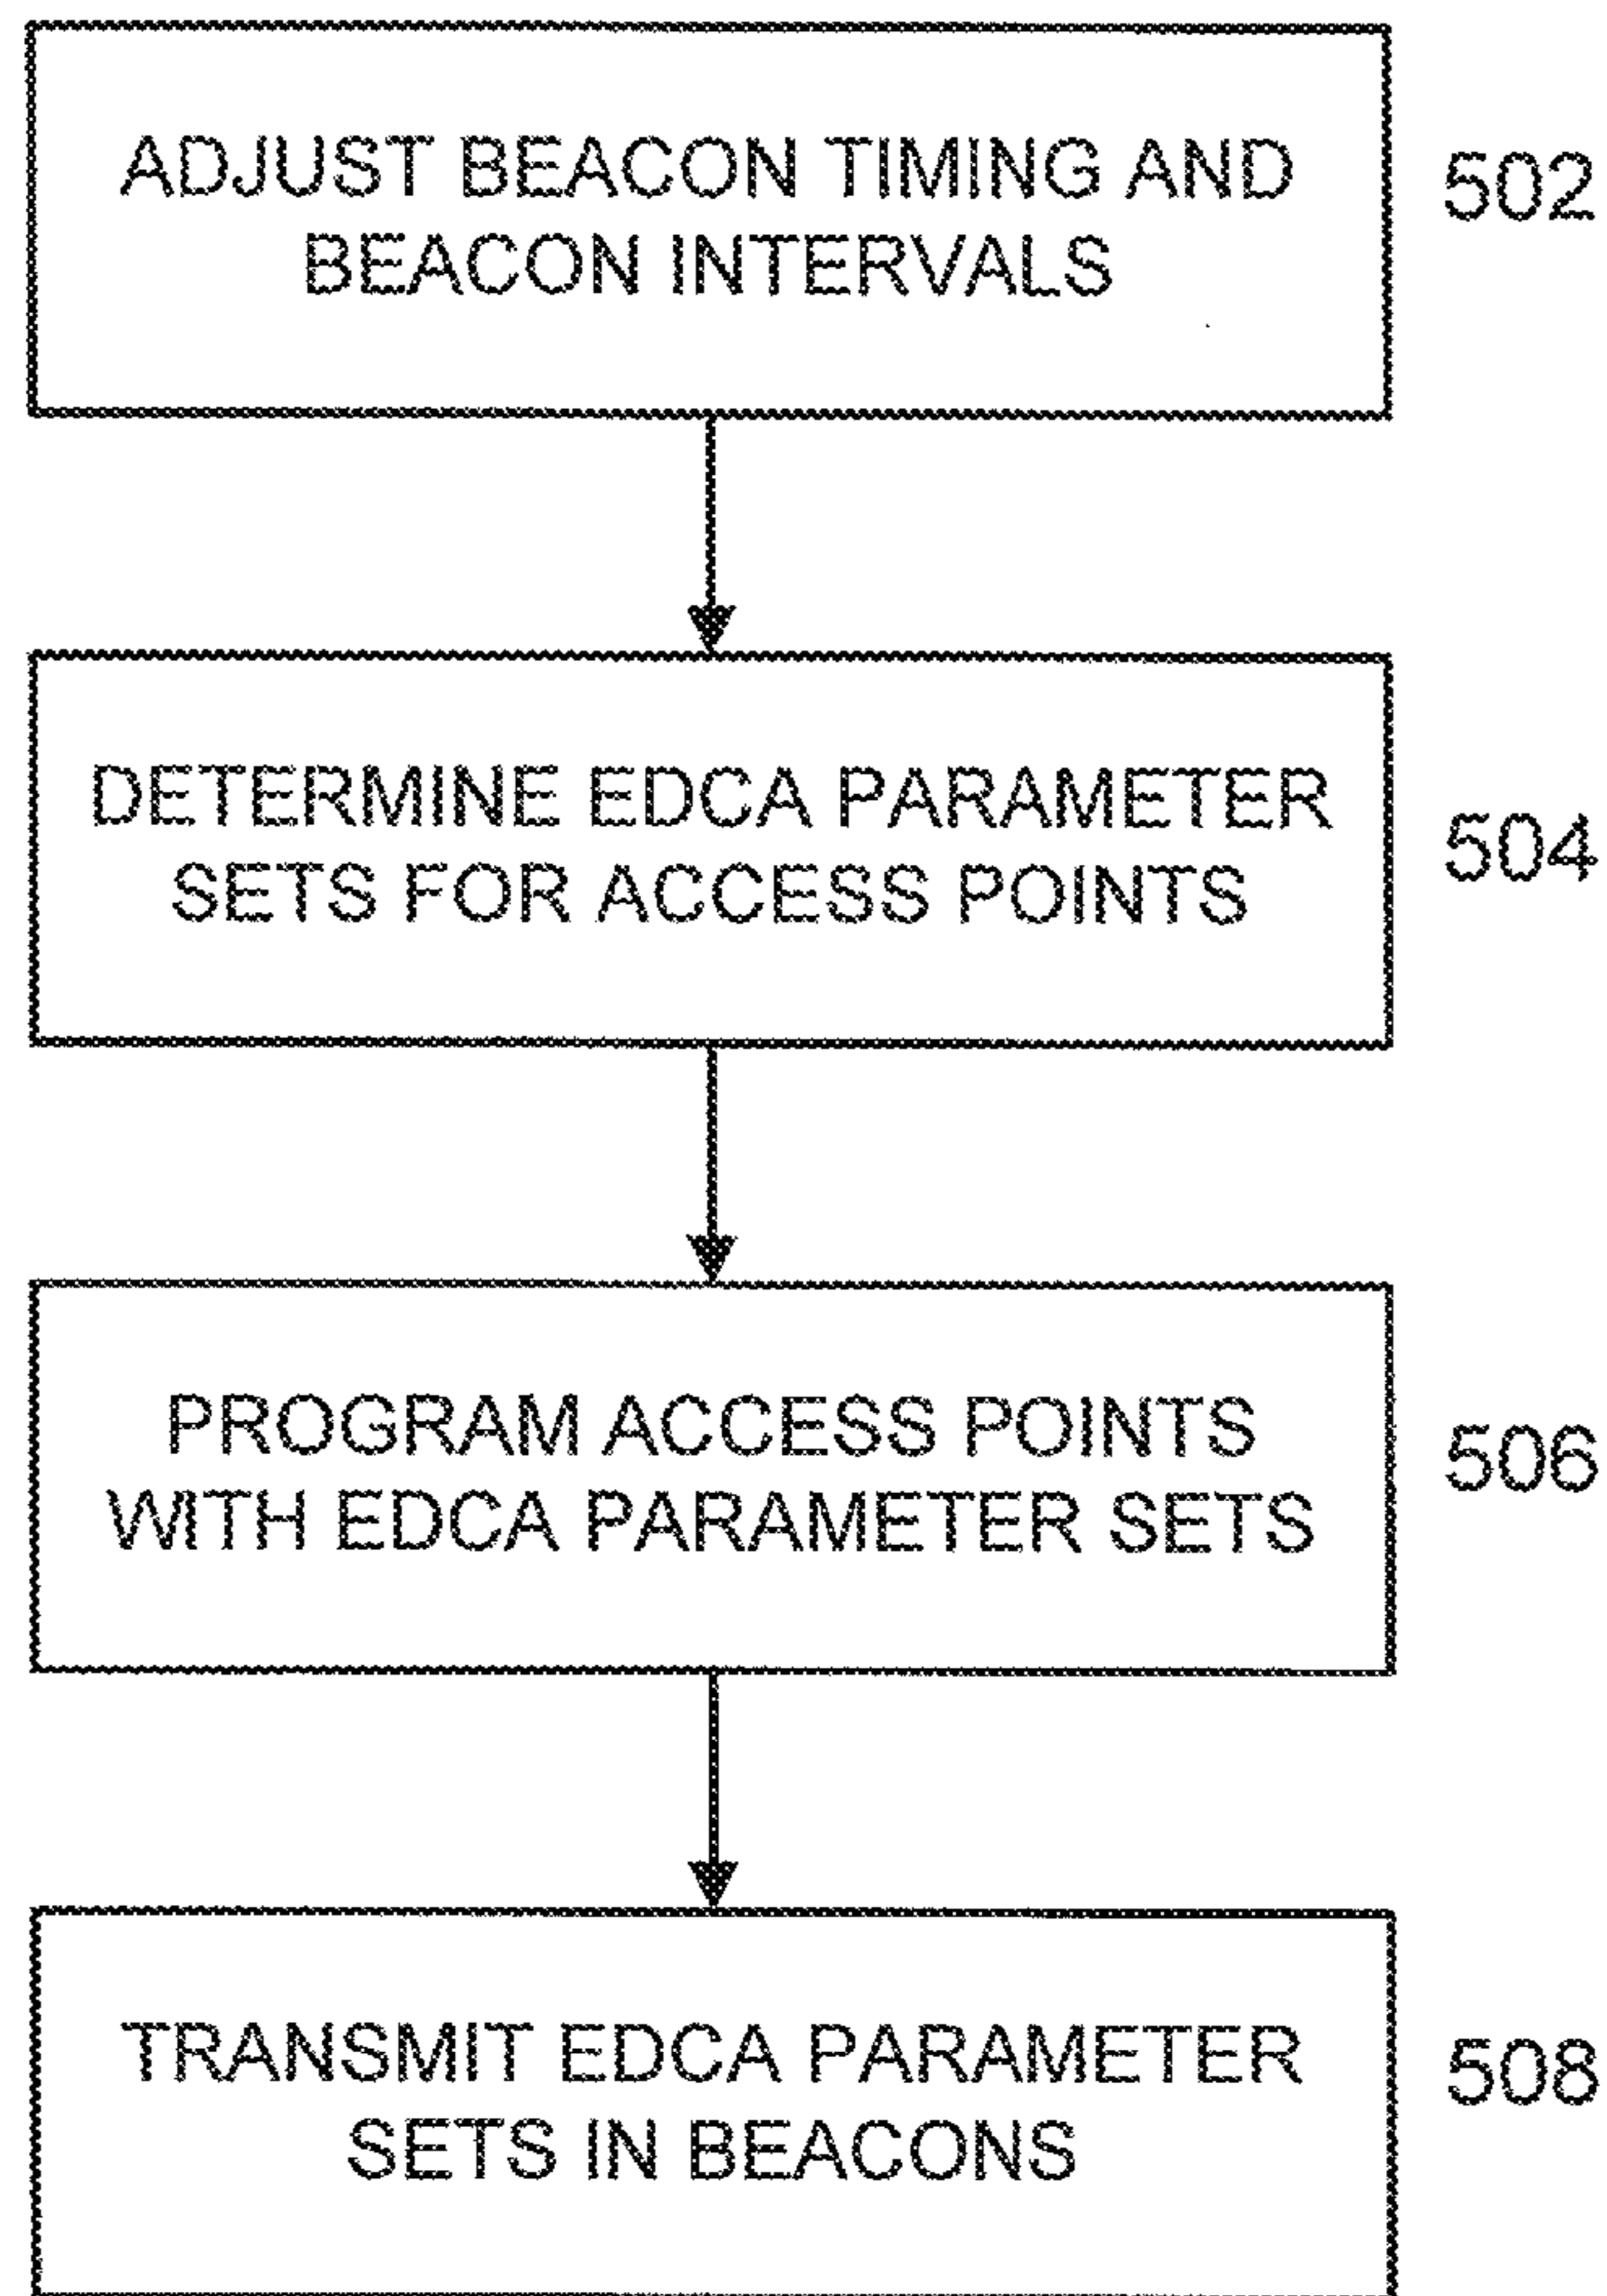 ADJUST BEACON TIMING AND
BEACON INTERVALS
502
DETERMINE EDCA PARAMETER
SETS FOR ACCESS POINTS
504
PROGRAM ACCESS POINTS
WITH EDCA PARAMETER SETS
506
TRANSMIT EDCA PARAMETER
SETS IN BEACONS
508